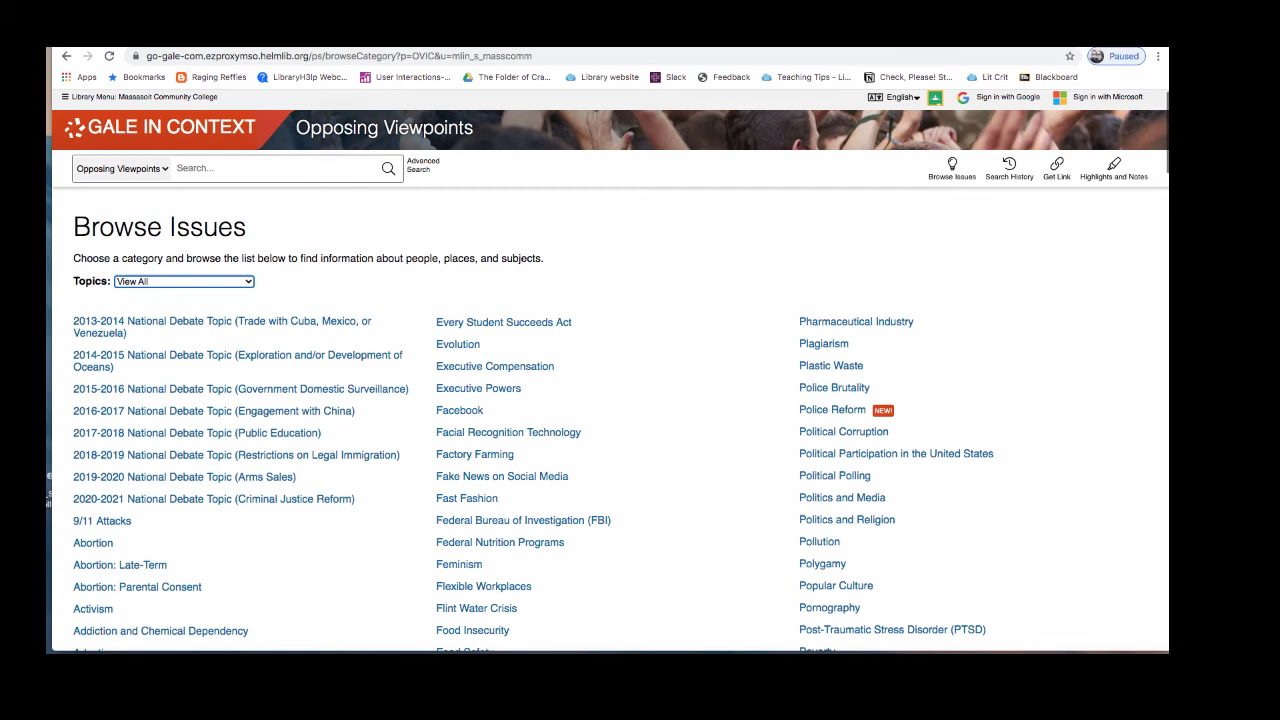 go-gale-com.ezproxymso.helmlib.org/ps/browseCategory?p=OVIC&u=mlin_s_masscomm
Paused
Apps Bookmarks Raging Reffies LibraryH3lp Webc... User Interactions-... The Folder of Cra... Library website Slack Feedback Teaching Tips - Li... Check, Please! St... Lit Crit Blackboard
Library Menu: Massasoit Community College
English Sign in with Google Sign in with Microsoft
GALE IN CONTEXT Opposing Viewpoints
Opposing Viewpoints Search... Advanced Search
Browse Issues Search History Get Link Highlights and Notes
Browse Issues
Choose a category and browse the list below to find information about people, places, and subjects.
Topics: View All
2013-2014 National Debate Topic (Trade with Cuba, Mexico, or
Venezuela)
2014-2015 National Debate Topic (Exploration and/or Development of
Oceans)
2015-2016 National Debate Topic (Government Domestic Surveillance)
2016-2017 National Debate Topic (Engagement with China)
2017-2018 National Debate Topic (Public Education)
2018-2019 National Debate Topic (Restrictions on Legal Immigration)
2019-2020 National Debate Topic (Arms Sales)
2020-2021 National Debate Topic (Criminal Justice Reform)
9/11 Attacks
Abortion
Abortion: Late-Term
Abortion: Parental Consent
Activism
Addiction and Chemical Dependency
Every Student Succeeds Act
Evolution
Executive Compensation
Executive Powers
Facebook
Facial Recognition Technology
Factory Farming
Fake News on Social Media
Fast Fashion
Federal Bureau of Investigation (FBI)
Federal Nutrition Programs
Feminism
Flexible Workplaces
Flint Water Crisis
Food Insecurity
Pharmaceutical Industry
Plagiarism
Plastic Waste
Police Brutality
Police Reform NEW!
Political Corruption
Political Participation in the United States
Political Polling
Politics and Media
Politics and Religion
Pollution
Polygamy
Popular Culture
Pornography
Post-Traumatic Stress Disorder (PTSD)